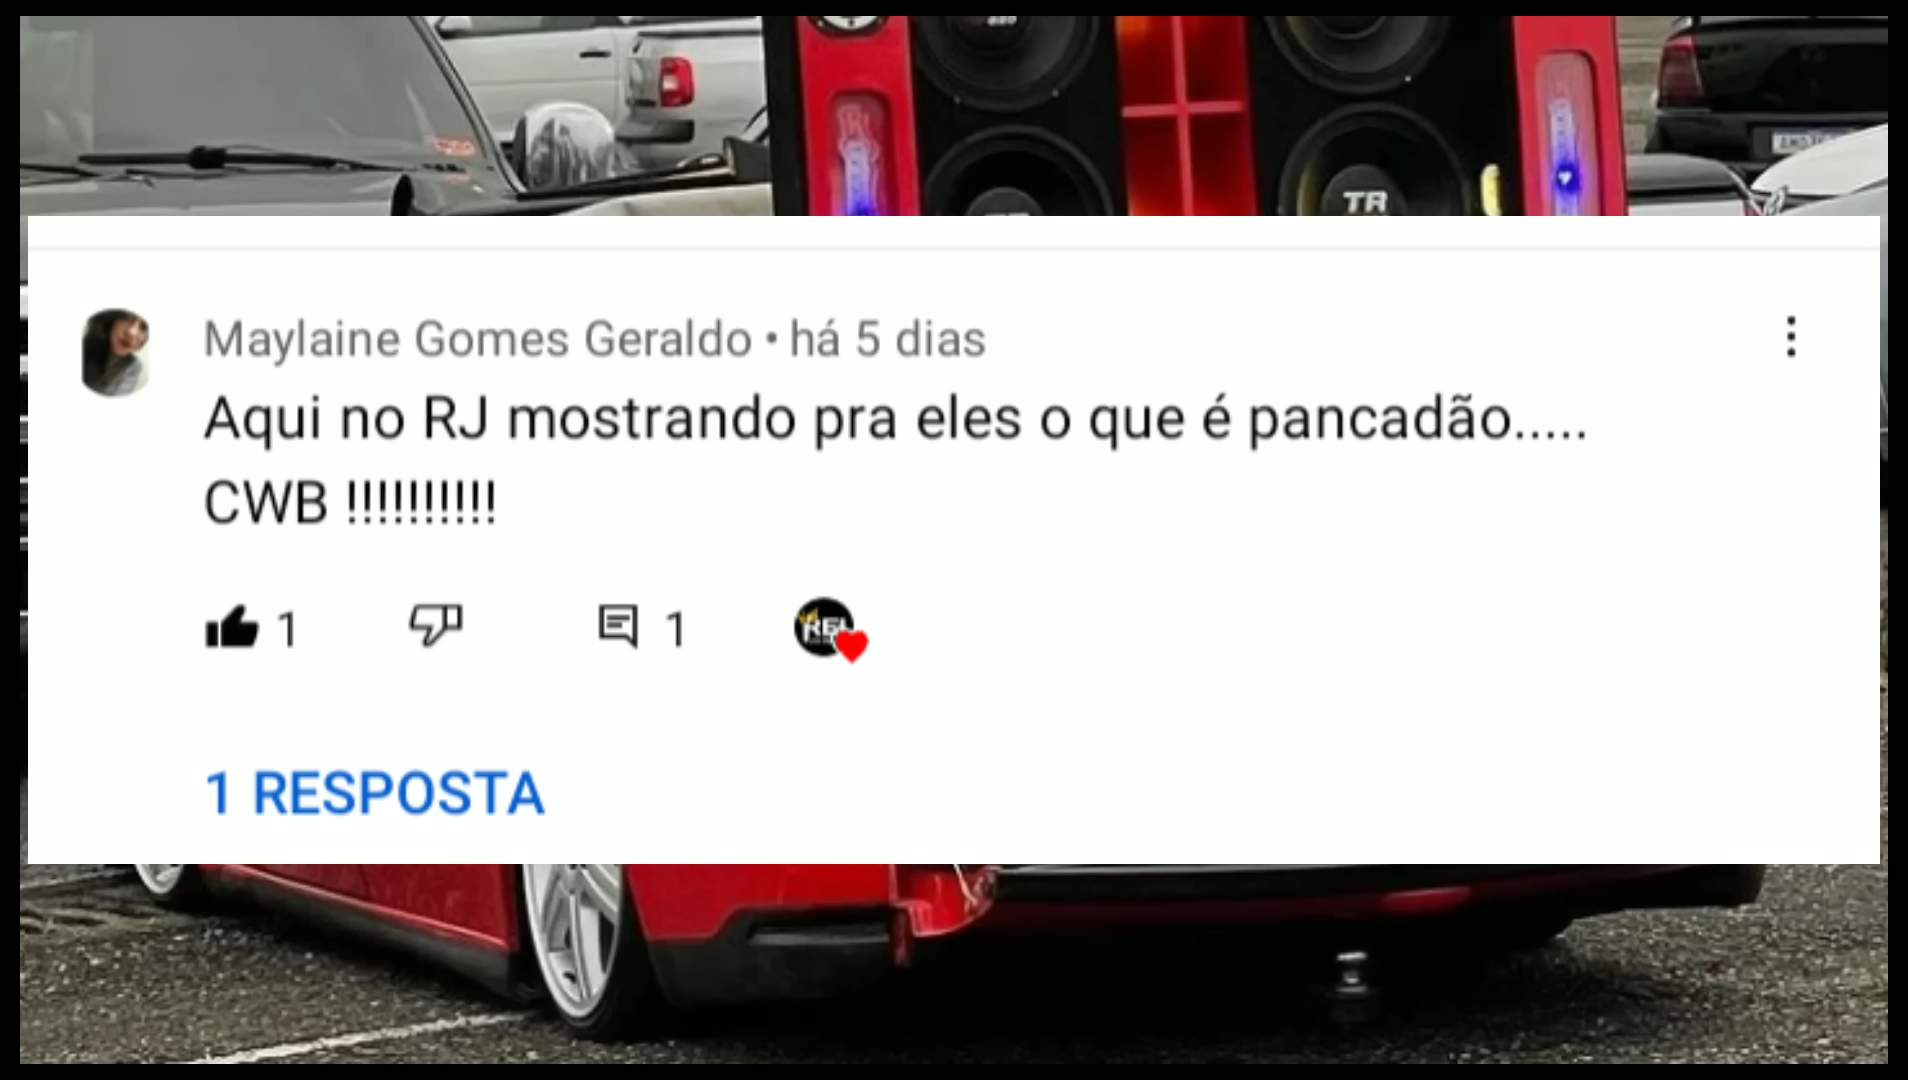 TR
Maylaine Gomes Geraldo • há 5 dias
Aqui no RJ mostrando pra eles o que é pancadão.....
CWB !!!!!!!!!!
1
1
1 RESPOSTA